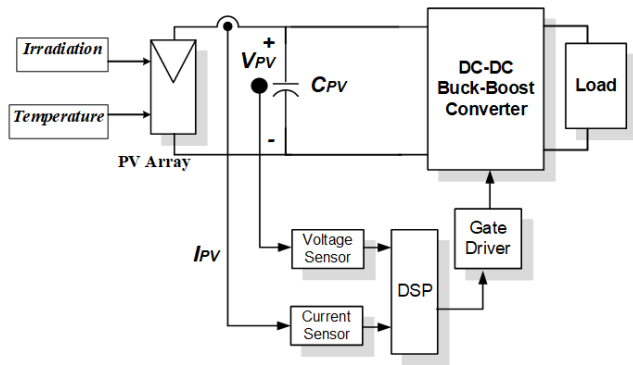 Irradiation
Temperature
PV Array
+
VPV
-
CPV
DC-DC
Buck-Boost
Converter
Load
IPV
Voltage
Sensor
Current
Sensor
DSP
Gate
Driver